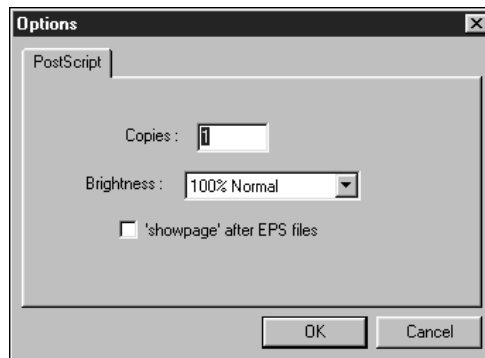 Options
PostScript
Copies : 1
Brightness : 100% Normal
'showpage' after EPS files
OK Cancel